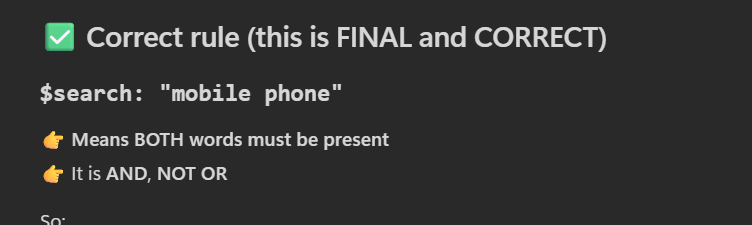 ✅ Correct rule (this is FINAL and CORRECT)
$search: "mobile phone"
👉 Means BOTH words must be present
👉 It is AND, NOT OR
So: